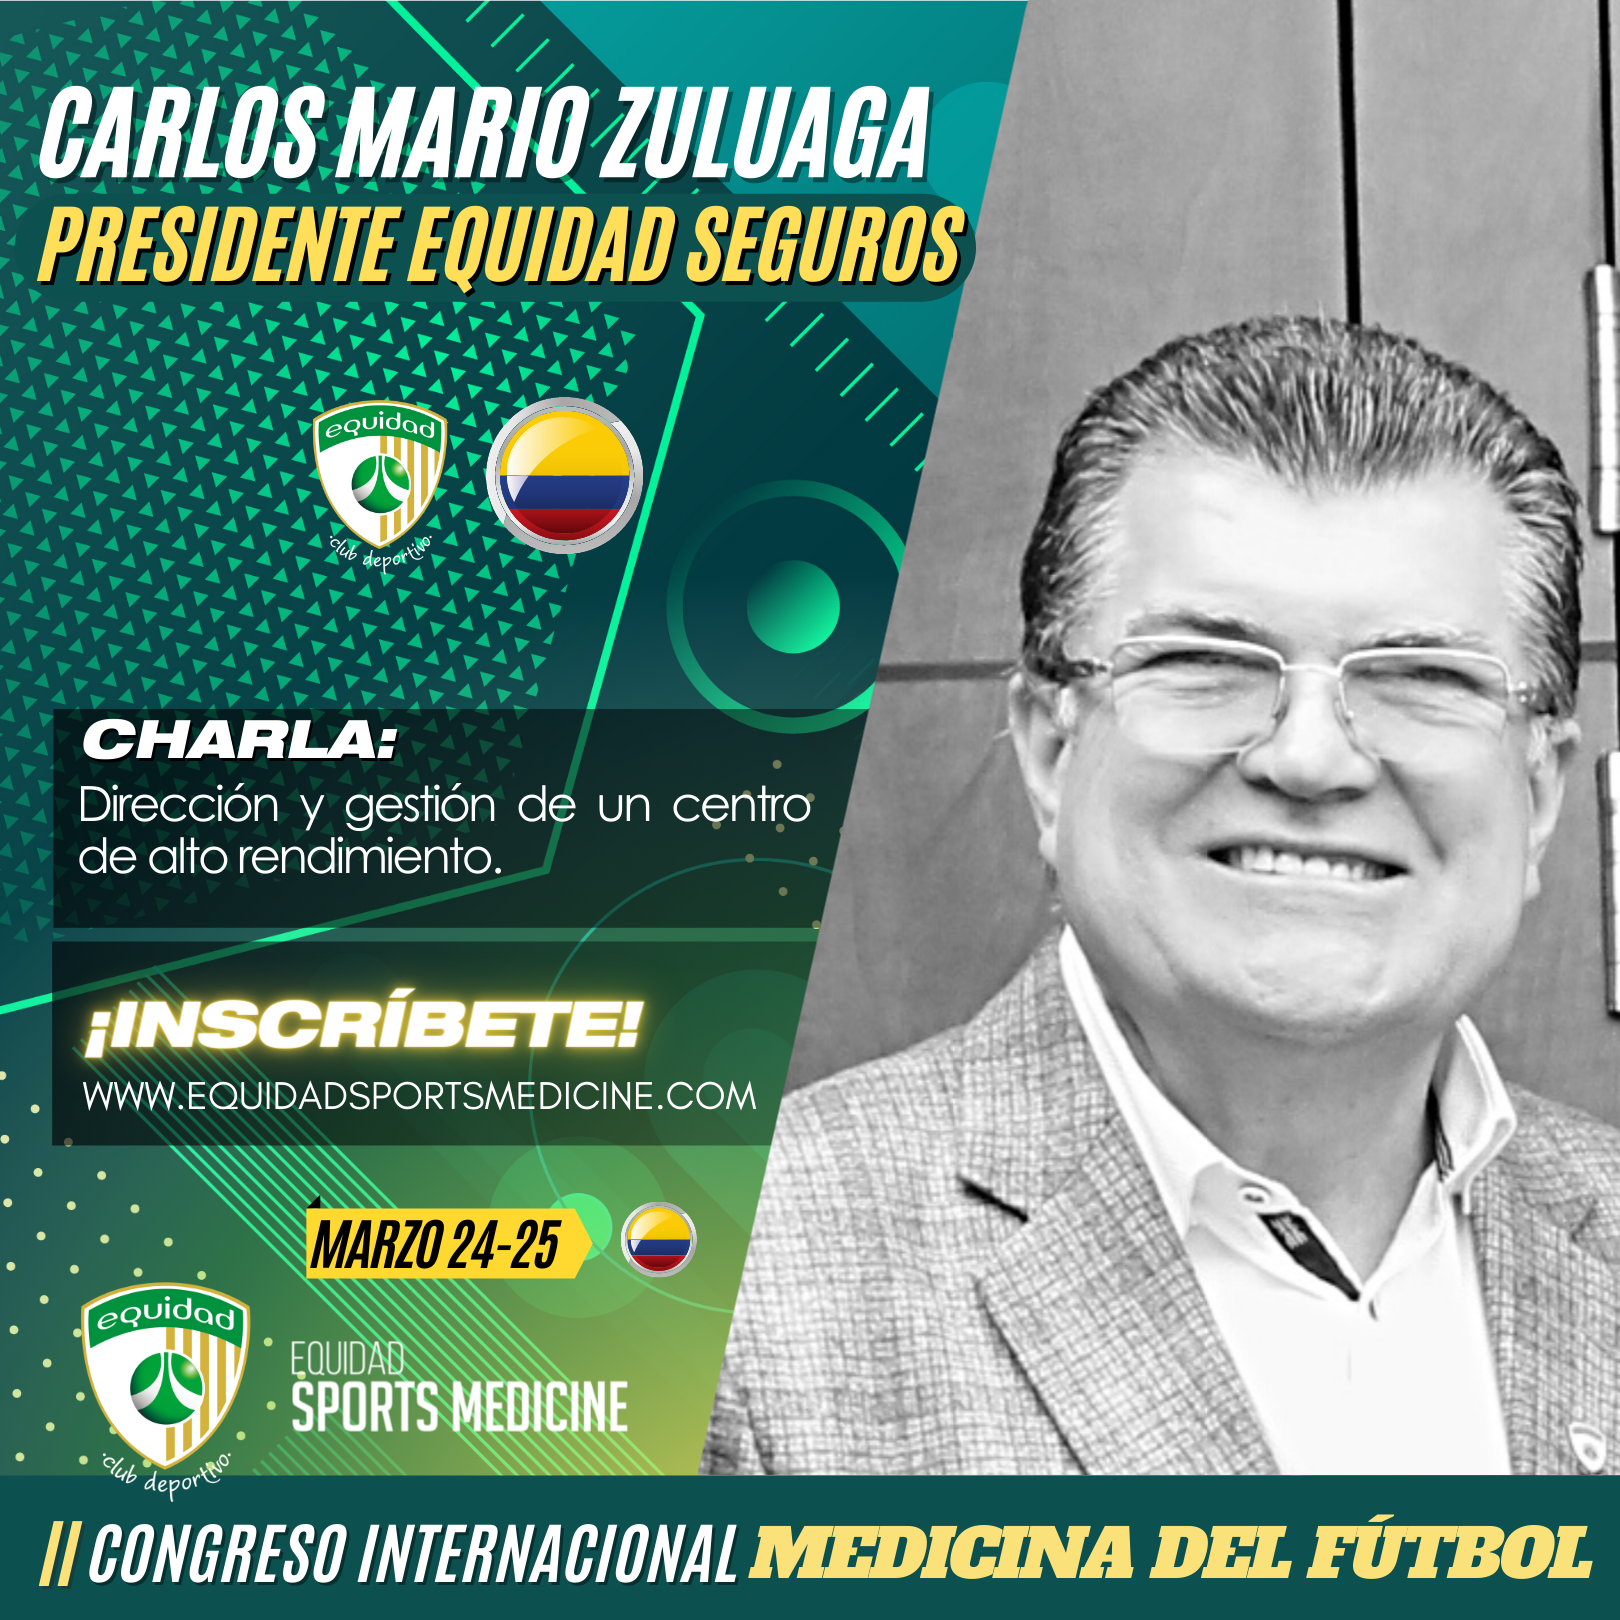 CARLOS MARIO ZULUAGA
PRESIDENTE EQUIDAD SEGUROS
equidad
club deportivo
CHARLA:
Dirección y gestión de un centro
de alto rendimiento.
¡INSCRÍBETE!
WWW.EQUIDADSPORTSMEDICINE.COM
MARZO 24-25
equidad
club deportivo
EQUIDAD
SPORTS MEDICINE
II CONGRESO INTERNACIONAL MEDICINA DEL FÚTBOL